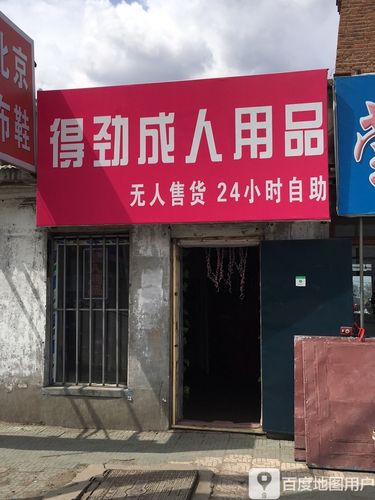 北京
布鞋
得劲成人用品
无人售货 24小时自助
百度地图用户